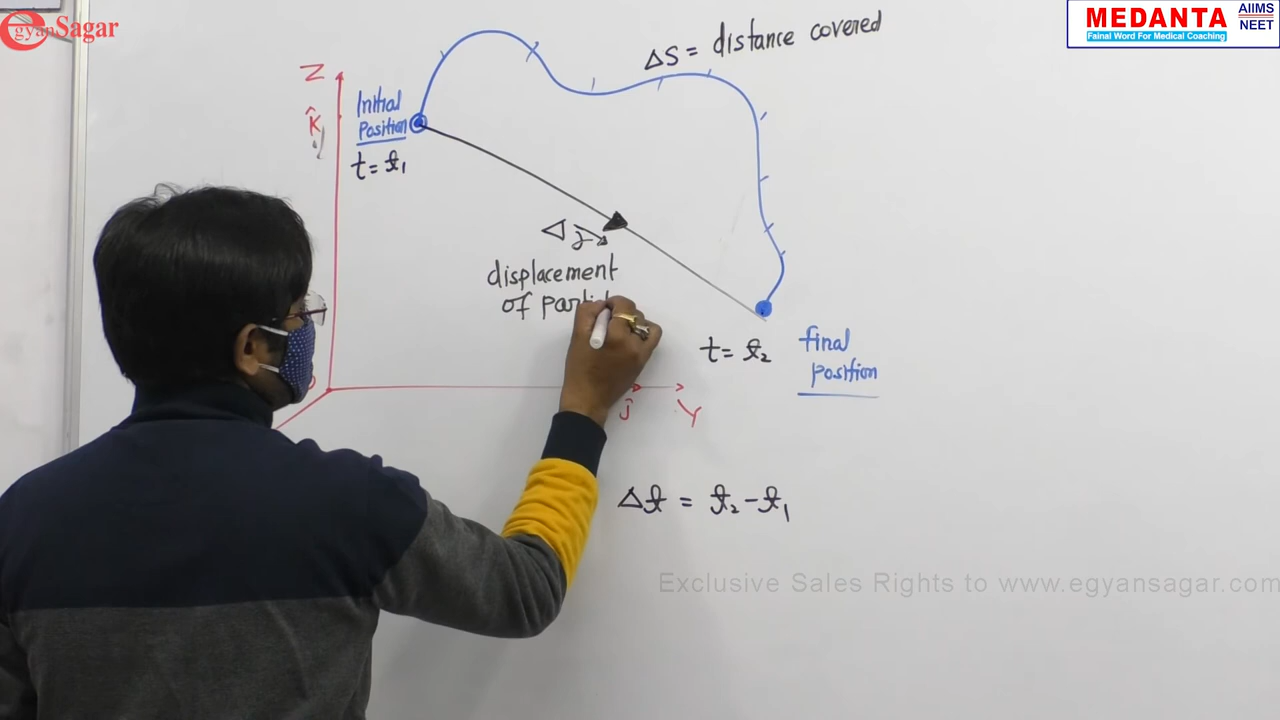 egyanSagar
MEDANTA
Fainal Word For Medical Coaching
AIIMS
NEET
ΔS = distance covered
Z
k̂
Initial
Position
t = t₁
displacement
of partic
t = t₂
final
position
ĵ
Y
Δt = t₂ - t₁
Exclusive Sales Rights to www.egyansagar.com